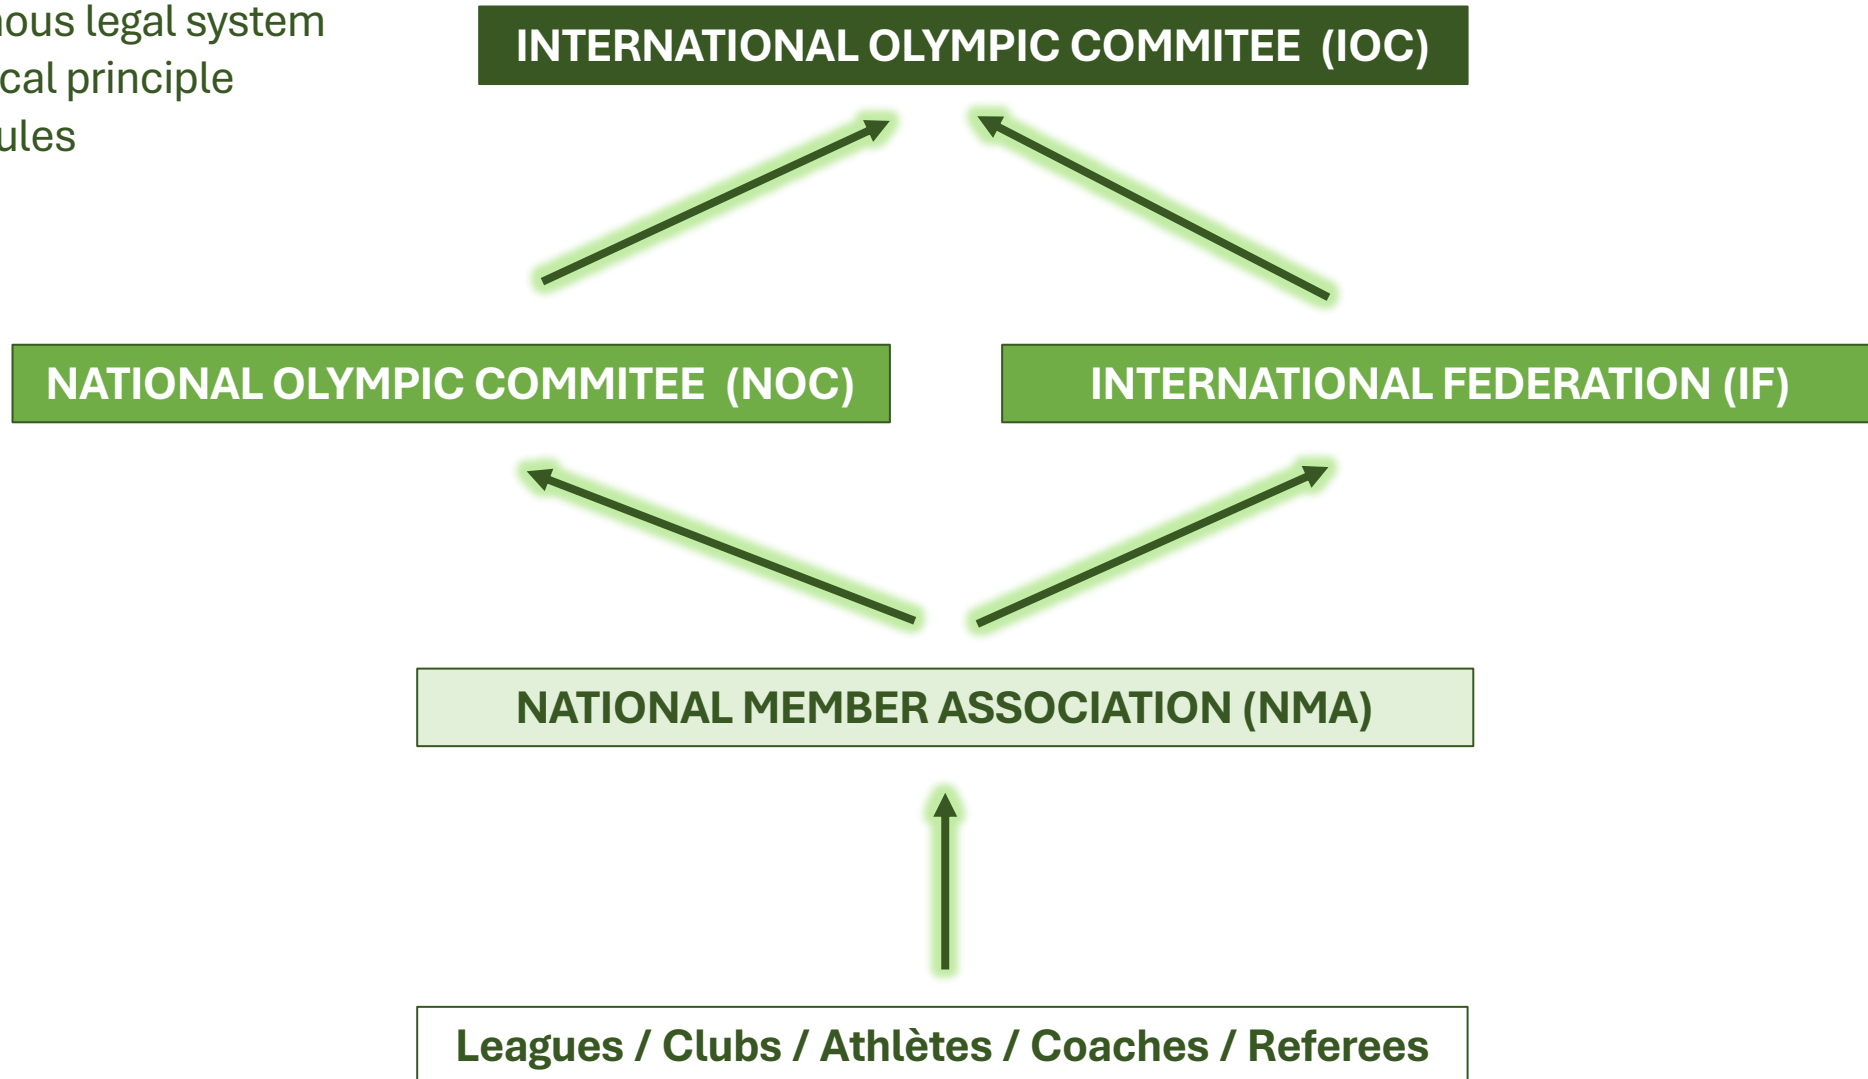 nous legal system
cal principle
ules
INTERNATIONAL OLYMPIC COMMITEE (IOC)
NATIONAL OLYMPIC COMMITEE (NOC)
INTERNATIONAL FEDERATION (IF)
NATIONAL MEMBER ASSOCIATION (NMA)
Leagues / Clubs / Athlètes / Coaches / Referees